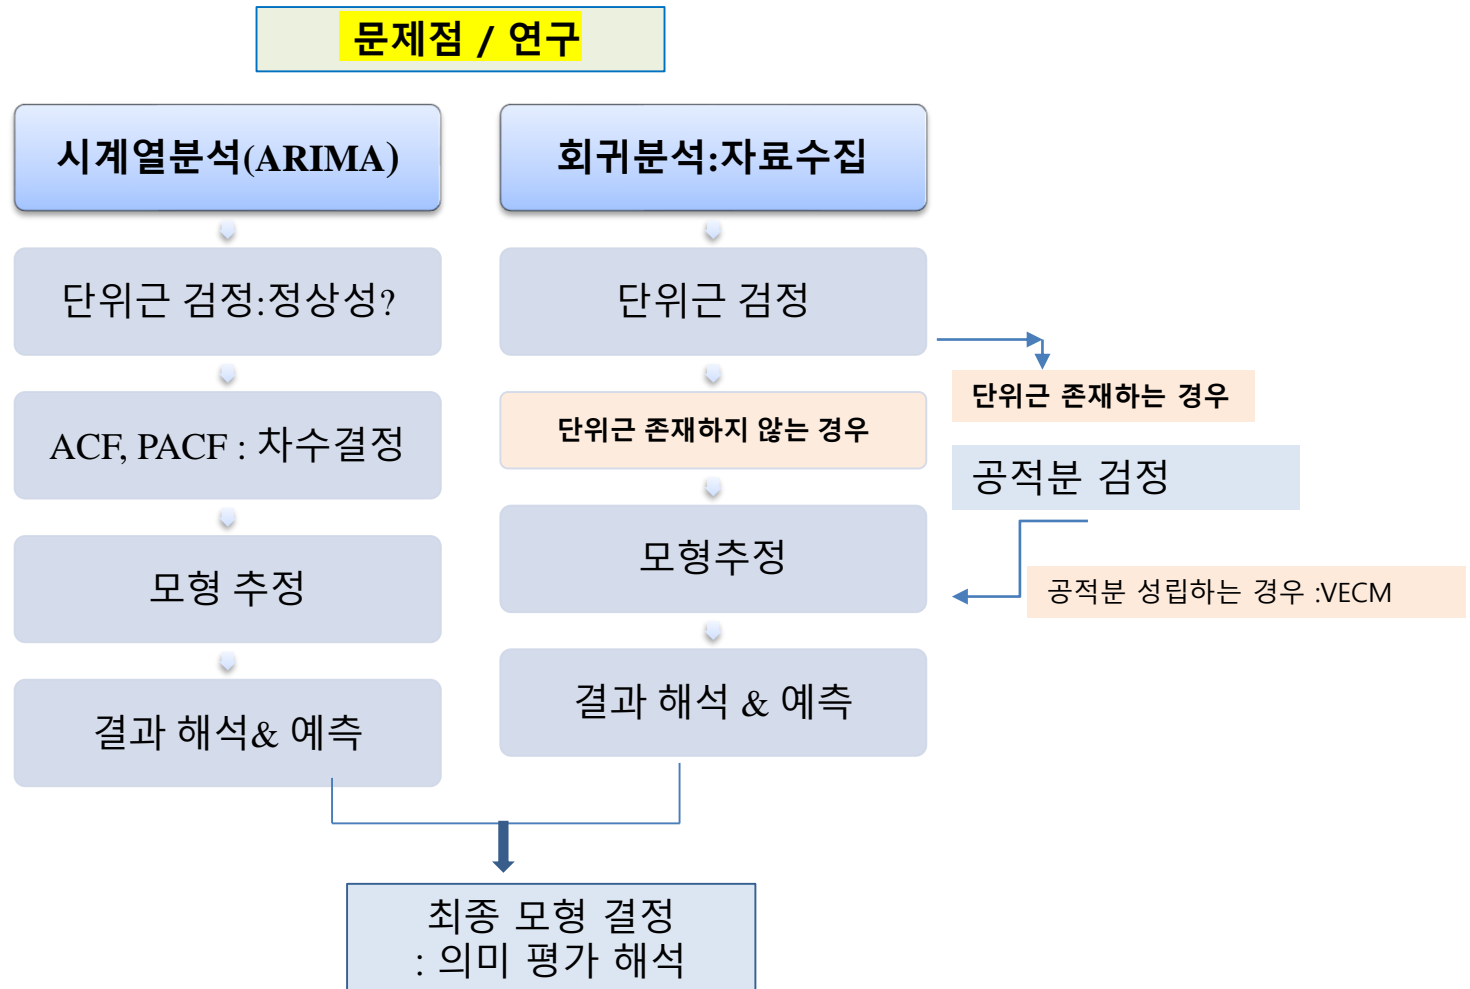 문제점 / 연구
시계열분석(ARIMA)
단위근 검정:정상성?
ACF, PACF : 차수결정
모형 추정
결과 해석& 예측
회귀분석:자료수집
단위근 검정
단위근 존재하지 않는 경우
모형추정
결과 해석 & 예측
단위근 존재하는 경우
공적분 검정
공적분 성립하는 경우 :VECM
최종 모형 결정
: 의미 평가 해석